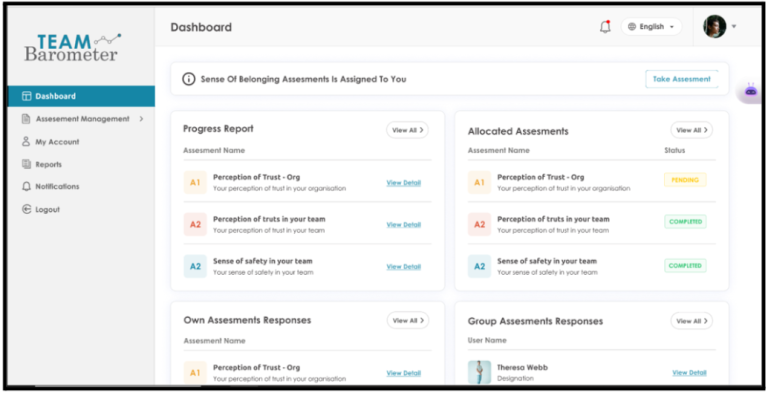 TEAM
Barometer
Dashboard
English
Dashboard
Assesement Management
My Account
Reports
Notifications
Logout
Sense Of Belonging Assesments Is Assigned To You
Take Assesment
Progress Report
View All >
Assesment Name
A1
Perception of Trust - Org
Your perception of trust in your organisation
View Detail
A2
Perception of truts in your team
Your perception of trust in your team
View Detail
A2
Sense of safety in your team
Your sense of safety in your team
View Detail
Allocated Assesments
View All >
Assesment Name Status
A1
Perception of Trust - Org
Your perception of trust in your organisation
PENDING
A2
Perception of truts in your team
Your perception of trust in your team
COMPLETED
A2
Sense of safety in your team
Your sense of safety in your team
COMPLETED
Own Assesments Responses
View All >
Assesment Name
A1
Perception of Trust - Org
Your perception of trust in your organisation
View Detail
Group Assesments Responses
View All >
User Name
Theresa Webb
Designation
View Detail